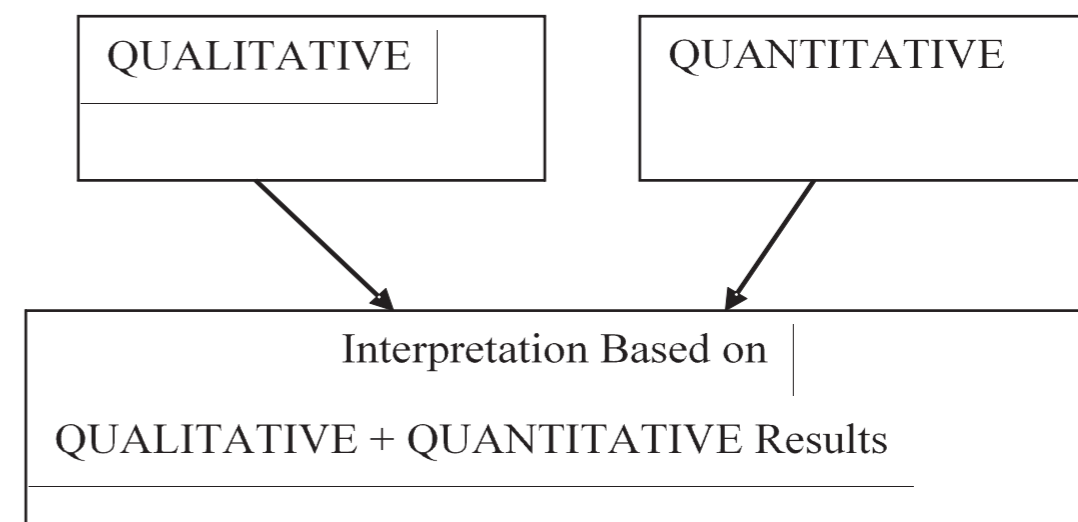 QUALITATIVE
QUANTITATIVE
Interpretation Based on
QUALITATIVE + QUANTITATIVE Results